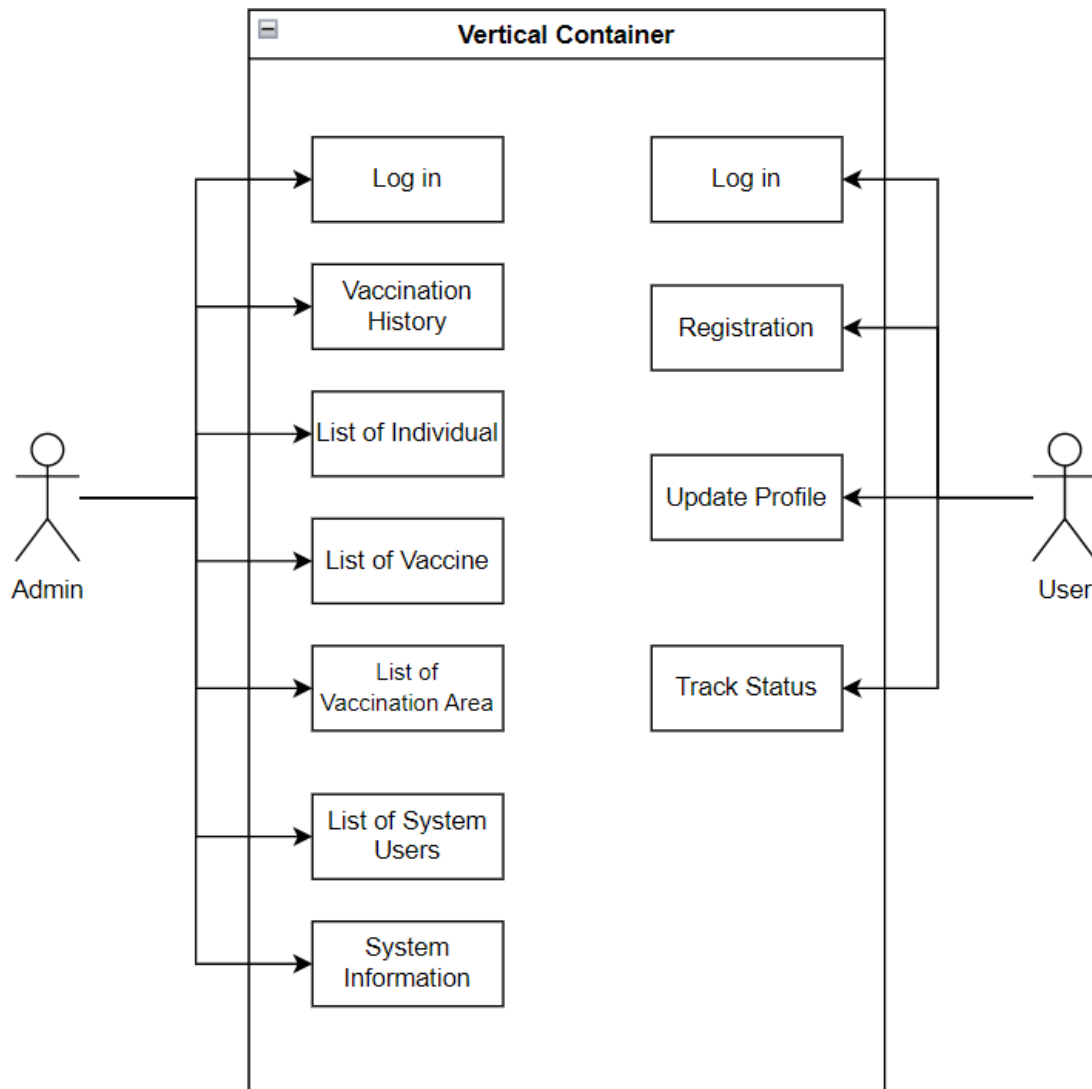 Vertical Container
Log in
Vaccination
History
List of Individual
List of Vaccine
List of
Vaccination Area
List of System
Users
System
Information
Log in
Registration
Update Profile
Track Status
Admin
User